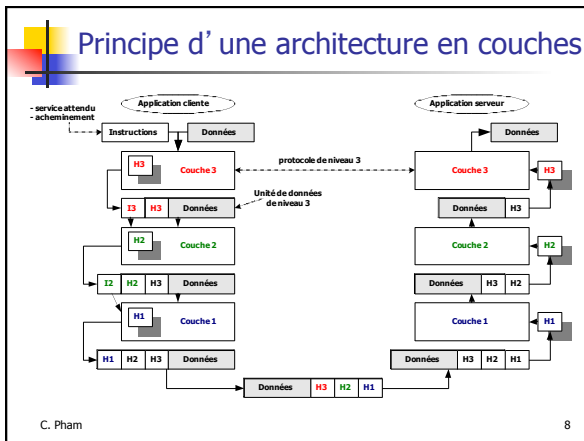 Principe d' une architecture en couches
- service attendu
- acheminement
Application cliente
Application serveur
Instructions
Données
Données
H3
Couche 3
protocole de niveau 3
Couche 3
H3
I3 H3 Données
Unité de données
de niveau 3
Données H3
H2
Couche 2
Couche 2
H2
I2 H2 H3 Données
Données H3 H2
H1
Couche 1
Couche 1
H1
H1 H2 H3 Données
Données H3 H2 H1
Données H3 H2 H1
C. Pham
8